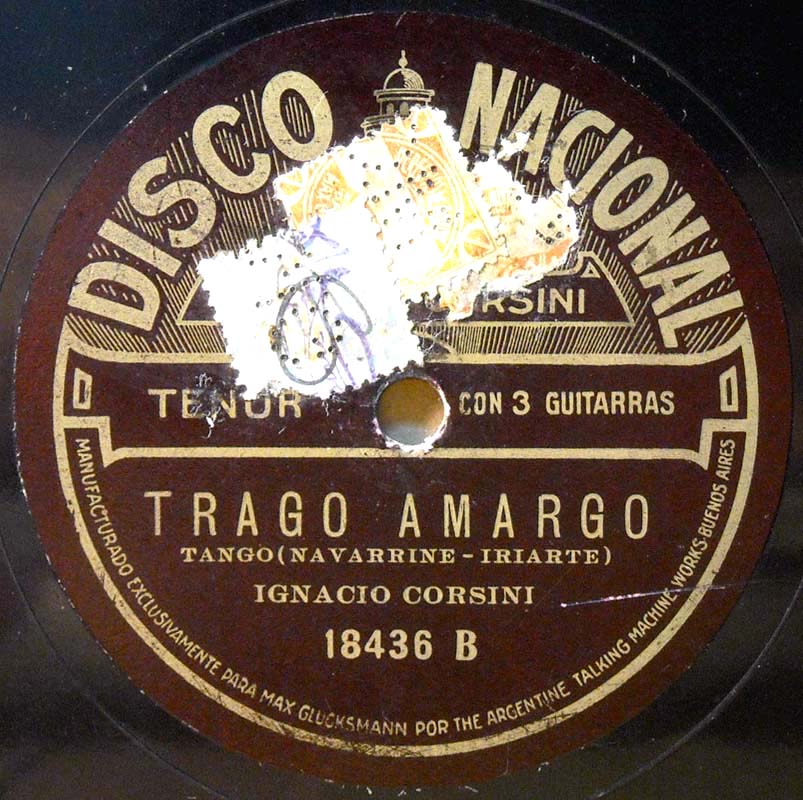 DISCO NACIONAL
CORSINI
TENOR
CON 3 GUITARRAS
TRAGO AMARGO
TANGO (NAVARRINE - IRIARTE)
IGNACIO CORSINI
18436 B
MANUFACTURADO EXCLUSIVAMENTE PARA MAX GLUCKSMANN POR THE ARGENTINE TALKING MACHINE WORKS-BUENOS AIRES